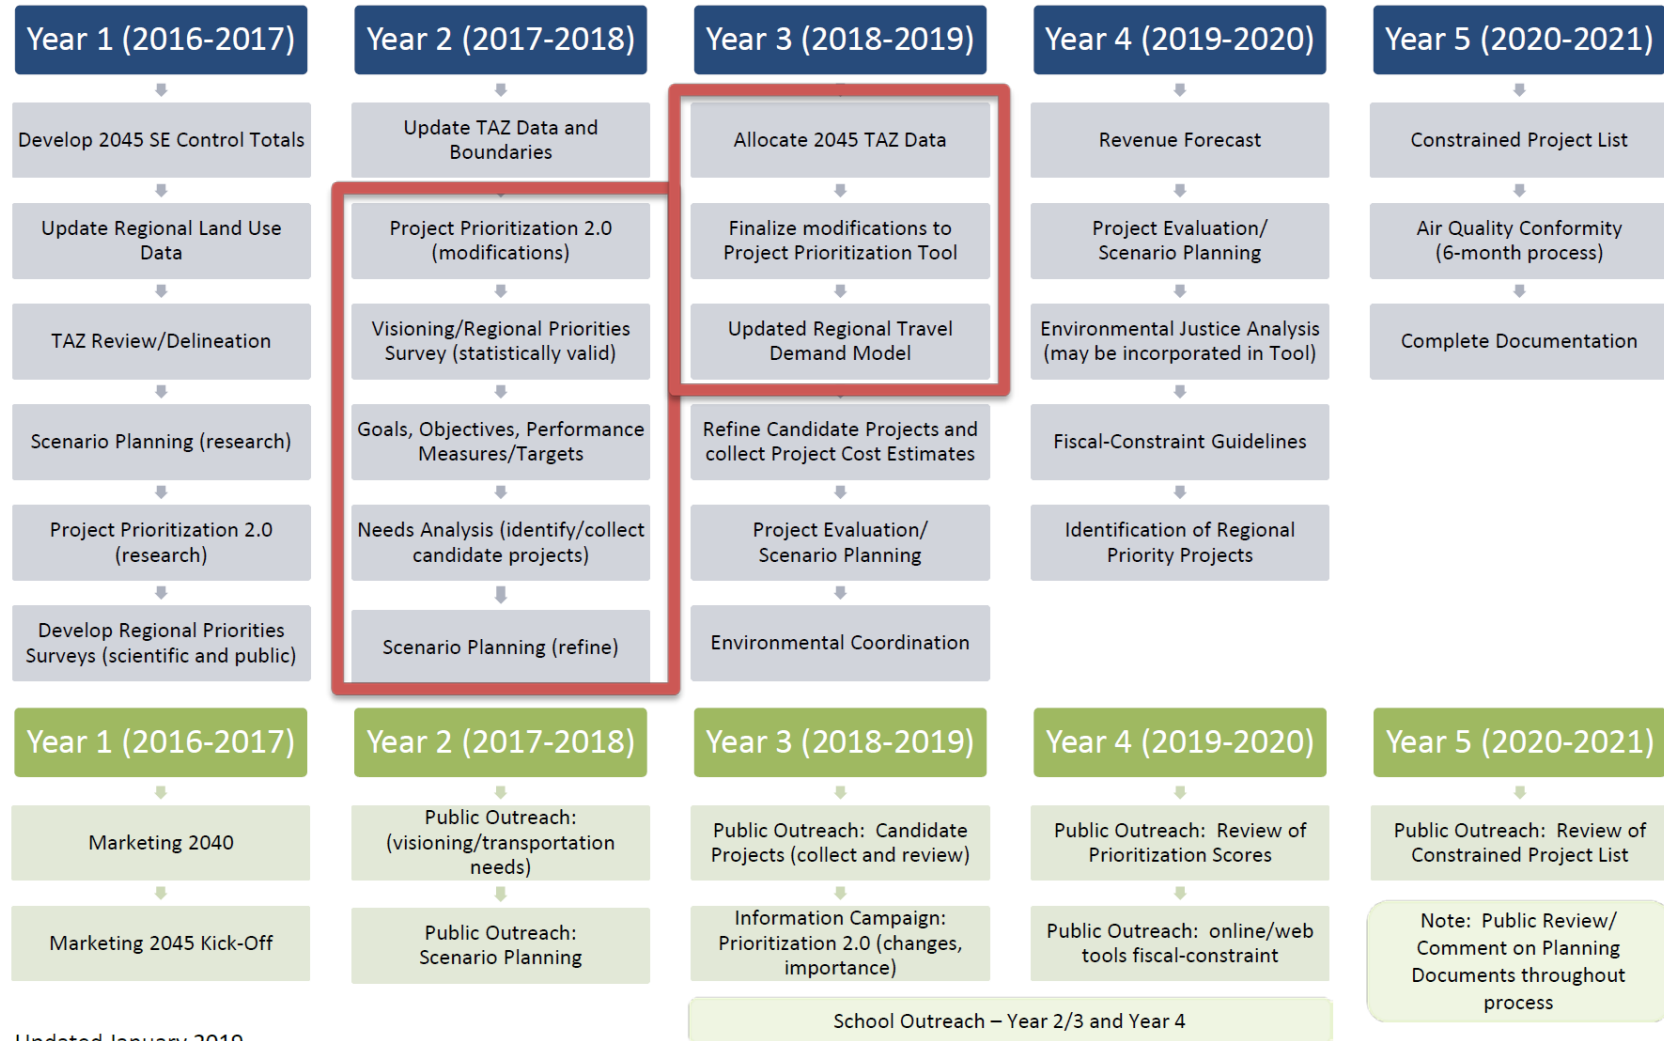 Year 1 (2016-2017)
Develop 2045 SE Control Totals
Update Regional Land Use
Data
TAZ Review/Delineation
Scenario Planning (research)
Project Prioritization 2.0
(research)
Develop Regional Priorities
Surveys (scientific and public)
Year 2 (2017-2018)
Update TAZ Data and
Boundaries
Project Prioritization 2.0
(modifications)
Visioning/Regional Priorities
Survey (statistically valid)
Goals, Objectives, Performance
Measures/Targets
Needs Analysis (identify/collect
candidate projects)
Scenario Planning (refine)
Year 3 (2018-2019)
Allocate 2045 TAZ Data
Finalize modifications to
Project Prioritization Tool
Updated Regional Travel
Demand Model
Refine Candidate Projects and
collect Project Cost Estimates
Project Evaluation/
Scenario Planning
Environmental Coordination
Year 4 (2019-2020)
Revenue Forecast
Project Evaluation/
Scenario Planning
Environmental Justice Analysis
(may be incorporated in Tool)
Fiscal-Constraint Guidelines
Identification of Regional
Priority Projects
Year 5 (2020-2021)
Constrained Project List
Air Quality Conformity
(6-month process)
Complete Documentation
Year 1 (2016-2017)
Marketing 2040
Marketing 2045 Kick-Off
Year 2 (2017-2018)
Public Outreach:
(visioning/transportation
needs)
Public Outreach:
Scenario Planning
Year 3 (2018-2019)
Public Outreach: Candidate
Projects (collect and review)
Information Campaign:
Prioritization 2.0 (changes,
importance)
Year 4 (2019-2020)
Public Outreach: Review of
Prioritization Scores
Public Outreach: online/web
tools fiscal-constraint
Year 5 (2020-2021)
Public Outreach: Review of
Constrained Project List
Note: Public Review/
Comment on Planning
Documents throughout
process
School Outreach – Year 2/3 and Year 4
Updated January 2019